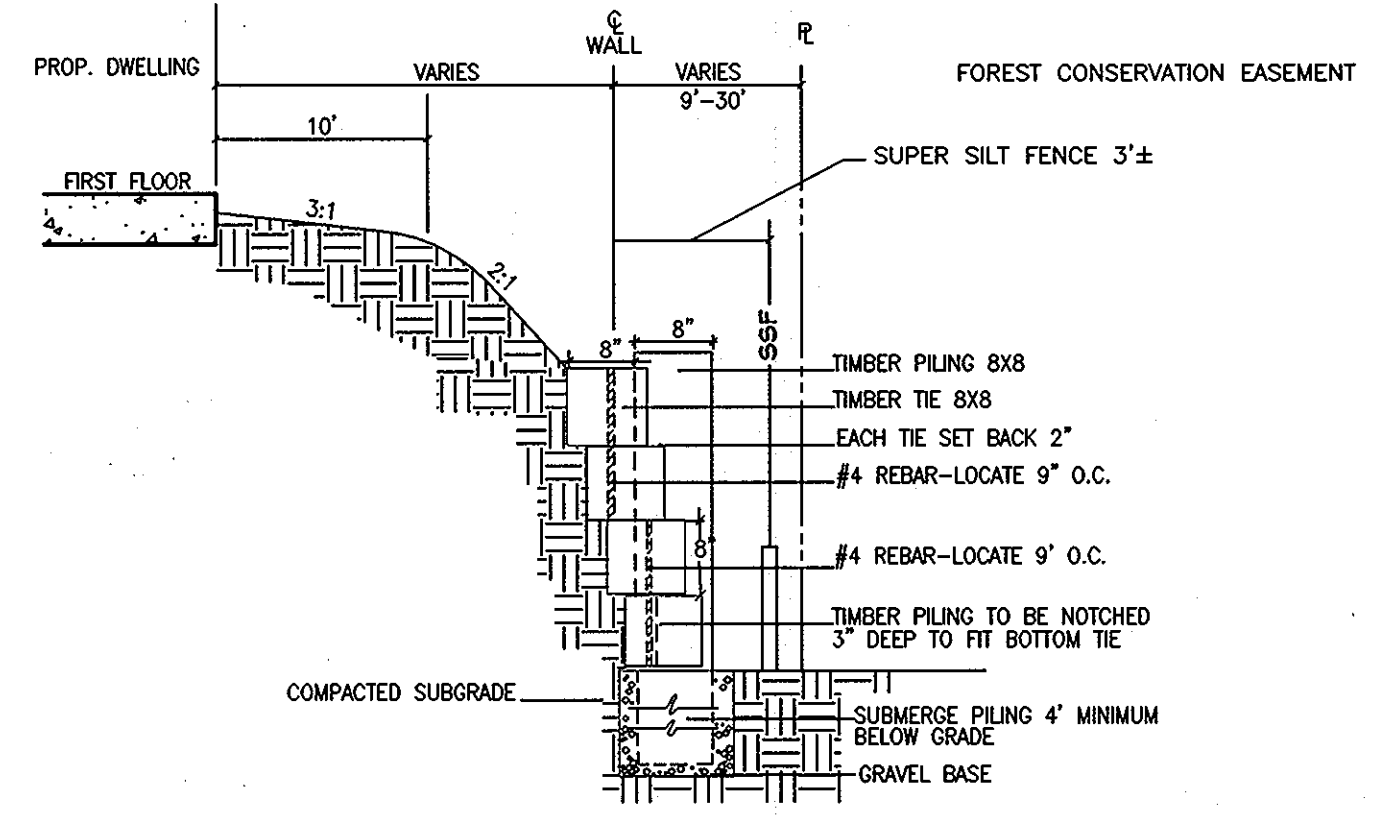 ℄
WALL
PROP. DWELLING
VARIES
VARIES
9'-30'
℞
FOREST CONSERVATION EASEMENT
10'
SUPER SILT FENCE 3'±
FIRST FLOOR
3:1
2:1
8"
8"
SSF
TIMBER PILING 8X8
TIMBER TIE 8X8
EACH TIE SET BACK 2"
#4 REBAR-LOCATE 9" O.C.
8"
#4 REBAR-LOCATE 9' O.C.
TIMBER PILING TO BE NOTCHED
3" DEEP TO FIT BOTTOM TIE
COMPACTED SUBGRADE
SUBMERGE PILING 4' MINIMUM
BELOW GRADE
GRAVEL BASE